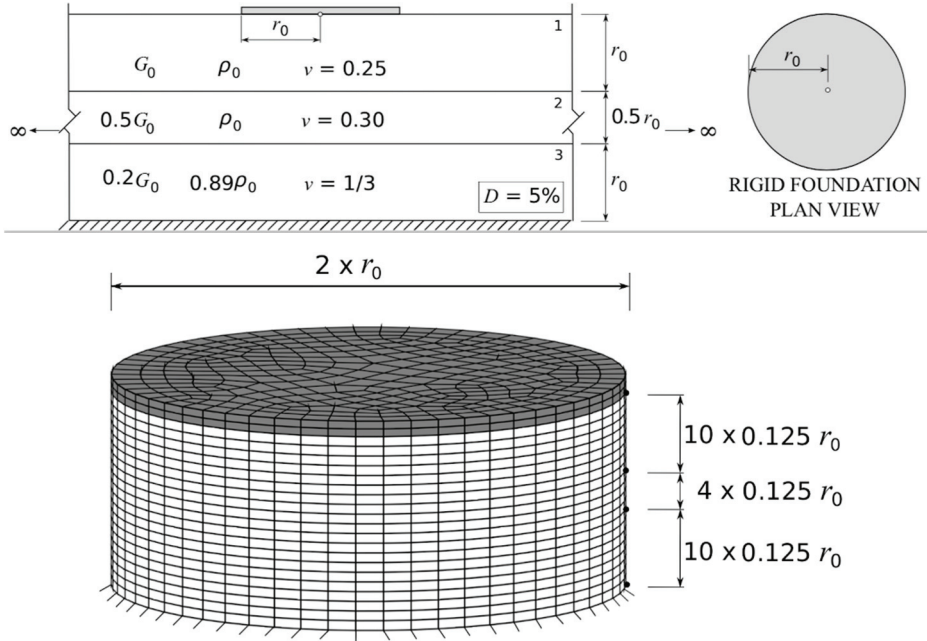 r₀
1
G₀ ρ₀ ν = 0.25
r₀
2
0.5G₀ ρ₀ ν = 0.30
0.5 r₀
∞ ∞
3
0.2G₀ 0.89ρ₀ ν = 1/3
D = 5%
r₀
r₀
RIGID FOUNDATION
PLAN VIEW
2 x r₀
10 x 0.125 r₀
4 x 0.125 r₀
10 x 0.125 r₀